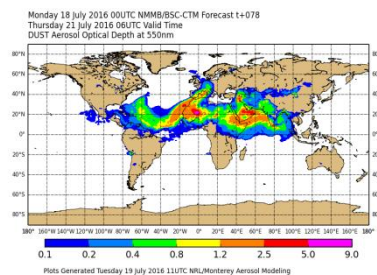 Monday 18 July 2016 00UTC NMMB/BSC-CTM Forecast t+078
Thursday 21 July 2016 06UTC Valid Time
DUST Aerosol Optical Depth at 550nm
80°N
60°N
40°N
20°N
0°
20°S
40°S
60°S
80°S
180° 160°W 140°W 120°W 100°W 80°W 60°W 40°W 20°W 0° 20°E 40°E 60°E 80°E 100°E 120°E 140°E 160°E 180°
0.1 0.2 0.4 0.8 1.2 2.5 5.0 9.0
Plots Generated Tuesday 19 July 2016 11UTC NRL/Monterey Aerosol Modeling